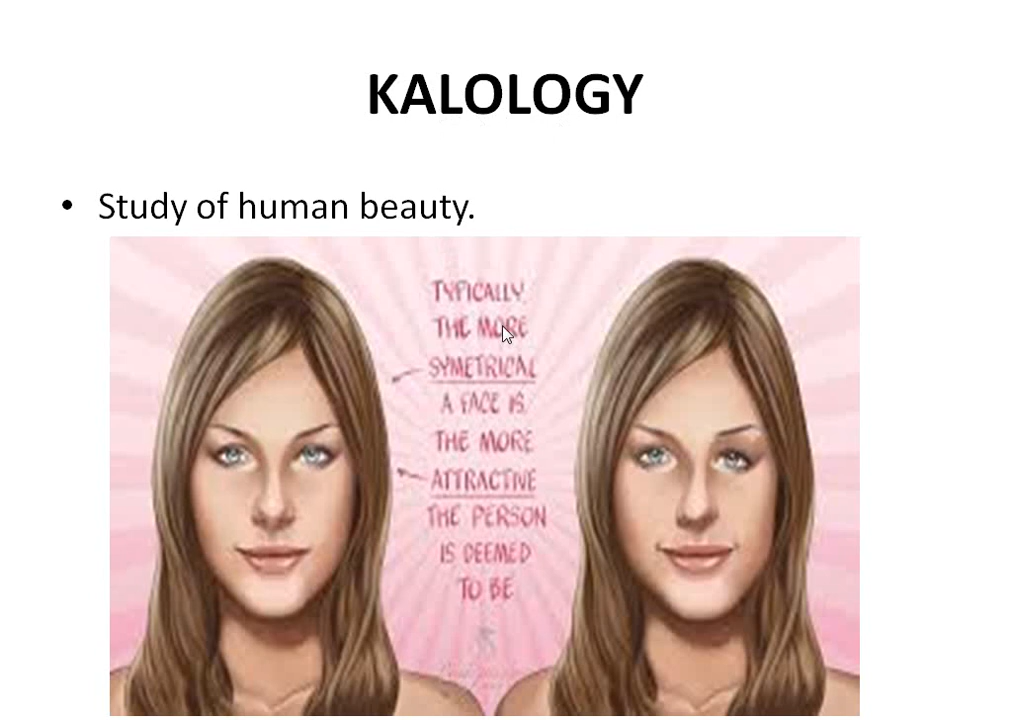 KALOLOGY
• Study of human beauty.
TYPICALLY
THE MORE
SYMETRICAL
A FACE IS
THE MORE
ATTRACTIVE
THE PERSON
IS DEEMED
TO BE